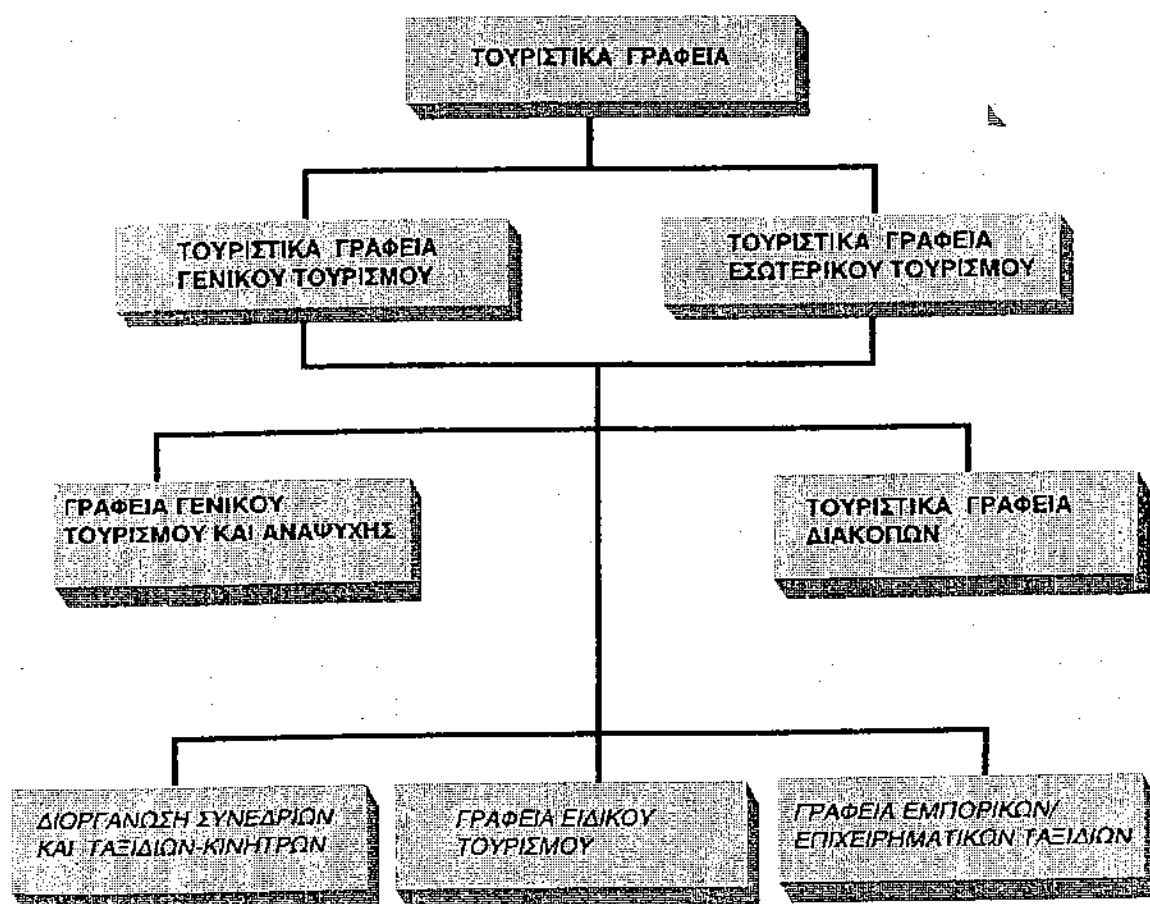 ΤΟΥΡΙΣΤΙΚΑ ΓΡΑΦΕΙΑ
ΤΟΥΡΙΣΤΙΚΑ ΓΡΑΦΕΙΑ
ΓΕΝΙΚΟΥ ΤΟΥΡΙΣΜΟΥ
ΤΟΥΡΙΣΤΙΚΑ ΓΡΑΦΕΙΑ
ΕΣΩΤΕΡΙΚΟΥ ΤΟΥΡΙΣΜΟΥ
ΓΡΑΦΕΙΑ ΓΕΝΙΚΟΥ
ΤΟΥΡΙΣΜΟΥ ΚΑΙ ΑΝΑΨΥΧΗΣ
ΤΟΥΡΙΣΤΙΚΑ ΓΡΑΦΕΙΑ
ΔΙΑΚΟΠΩΝ
ΔΙΟΡΓΑΝΩΣΗ ΣΥΝΕΔΡΙΩΝ
ΚΑΙ ΤΑΞΙΔΙΩΝ-ΚΙΝΗΤΡΩΝ
ΓΡΑΦΕΙΑ ΕΙΔΙΚΟΥ
ΤΟΥΡΙΣΜΟΥ
ΓΡΑΦΕΙΑ ΕΜΠΟΡΙΚΩΝ/
ΕΠΙΧΕΙΡΗΜΑΤΙΚΩΝ ΤΑΞΙΔΙΩΝ